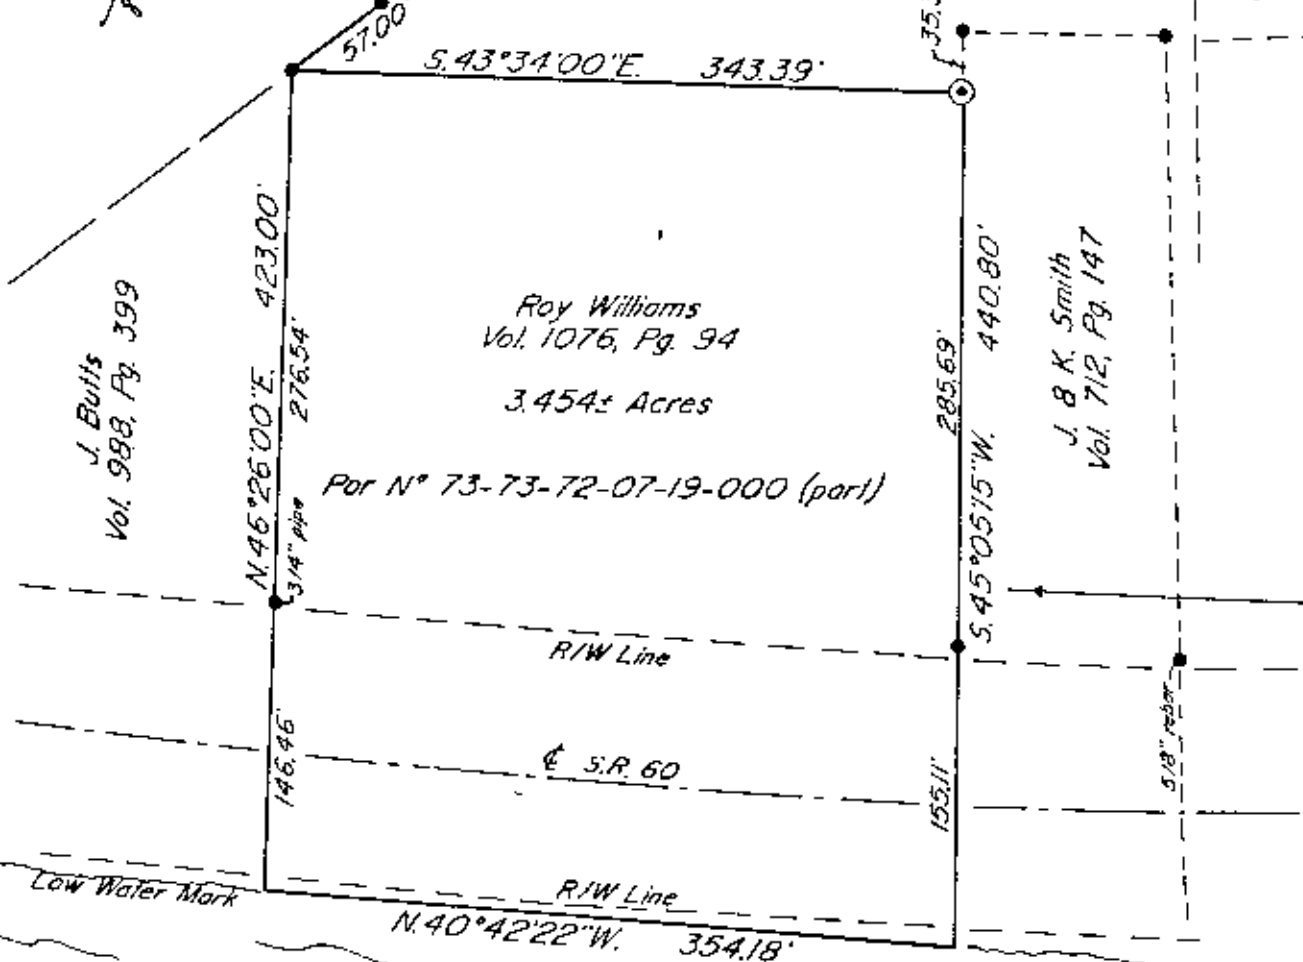 57.00
35.
S.43°34'00"E. 343.39'
N.46°26'00"E. 423.00'
276.54'
3/4" pipe
146.46'
J. Butts
Vol. 988, Pg. 399
Roy Williams
Vol. 1076, Pg. 94
3.454± Acres
Par Nº 73-73-72-07-19-000 (part)
285.69'
S.45°05'15"W. 440.80'
155.11'
J. & K. Smith
Vol. 712, Pg. 147
R/W Line
5/8" rebar
℄ S.R. 60
Low Water Mark
R/W Line
N.40°42'22"W. 354.18'